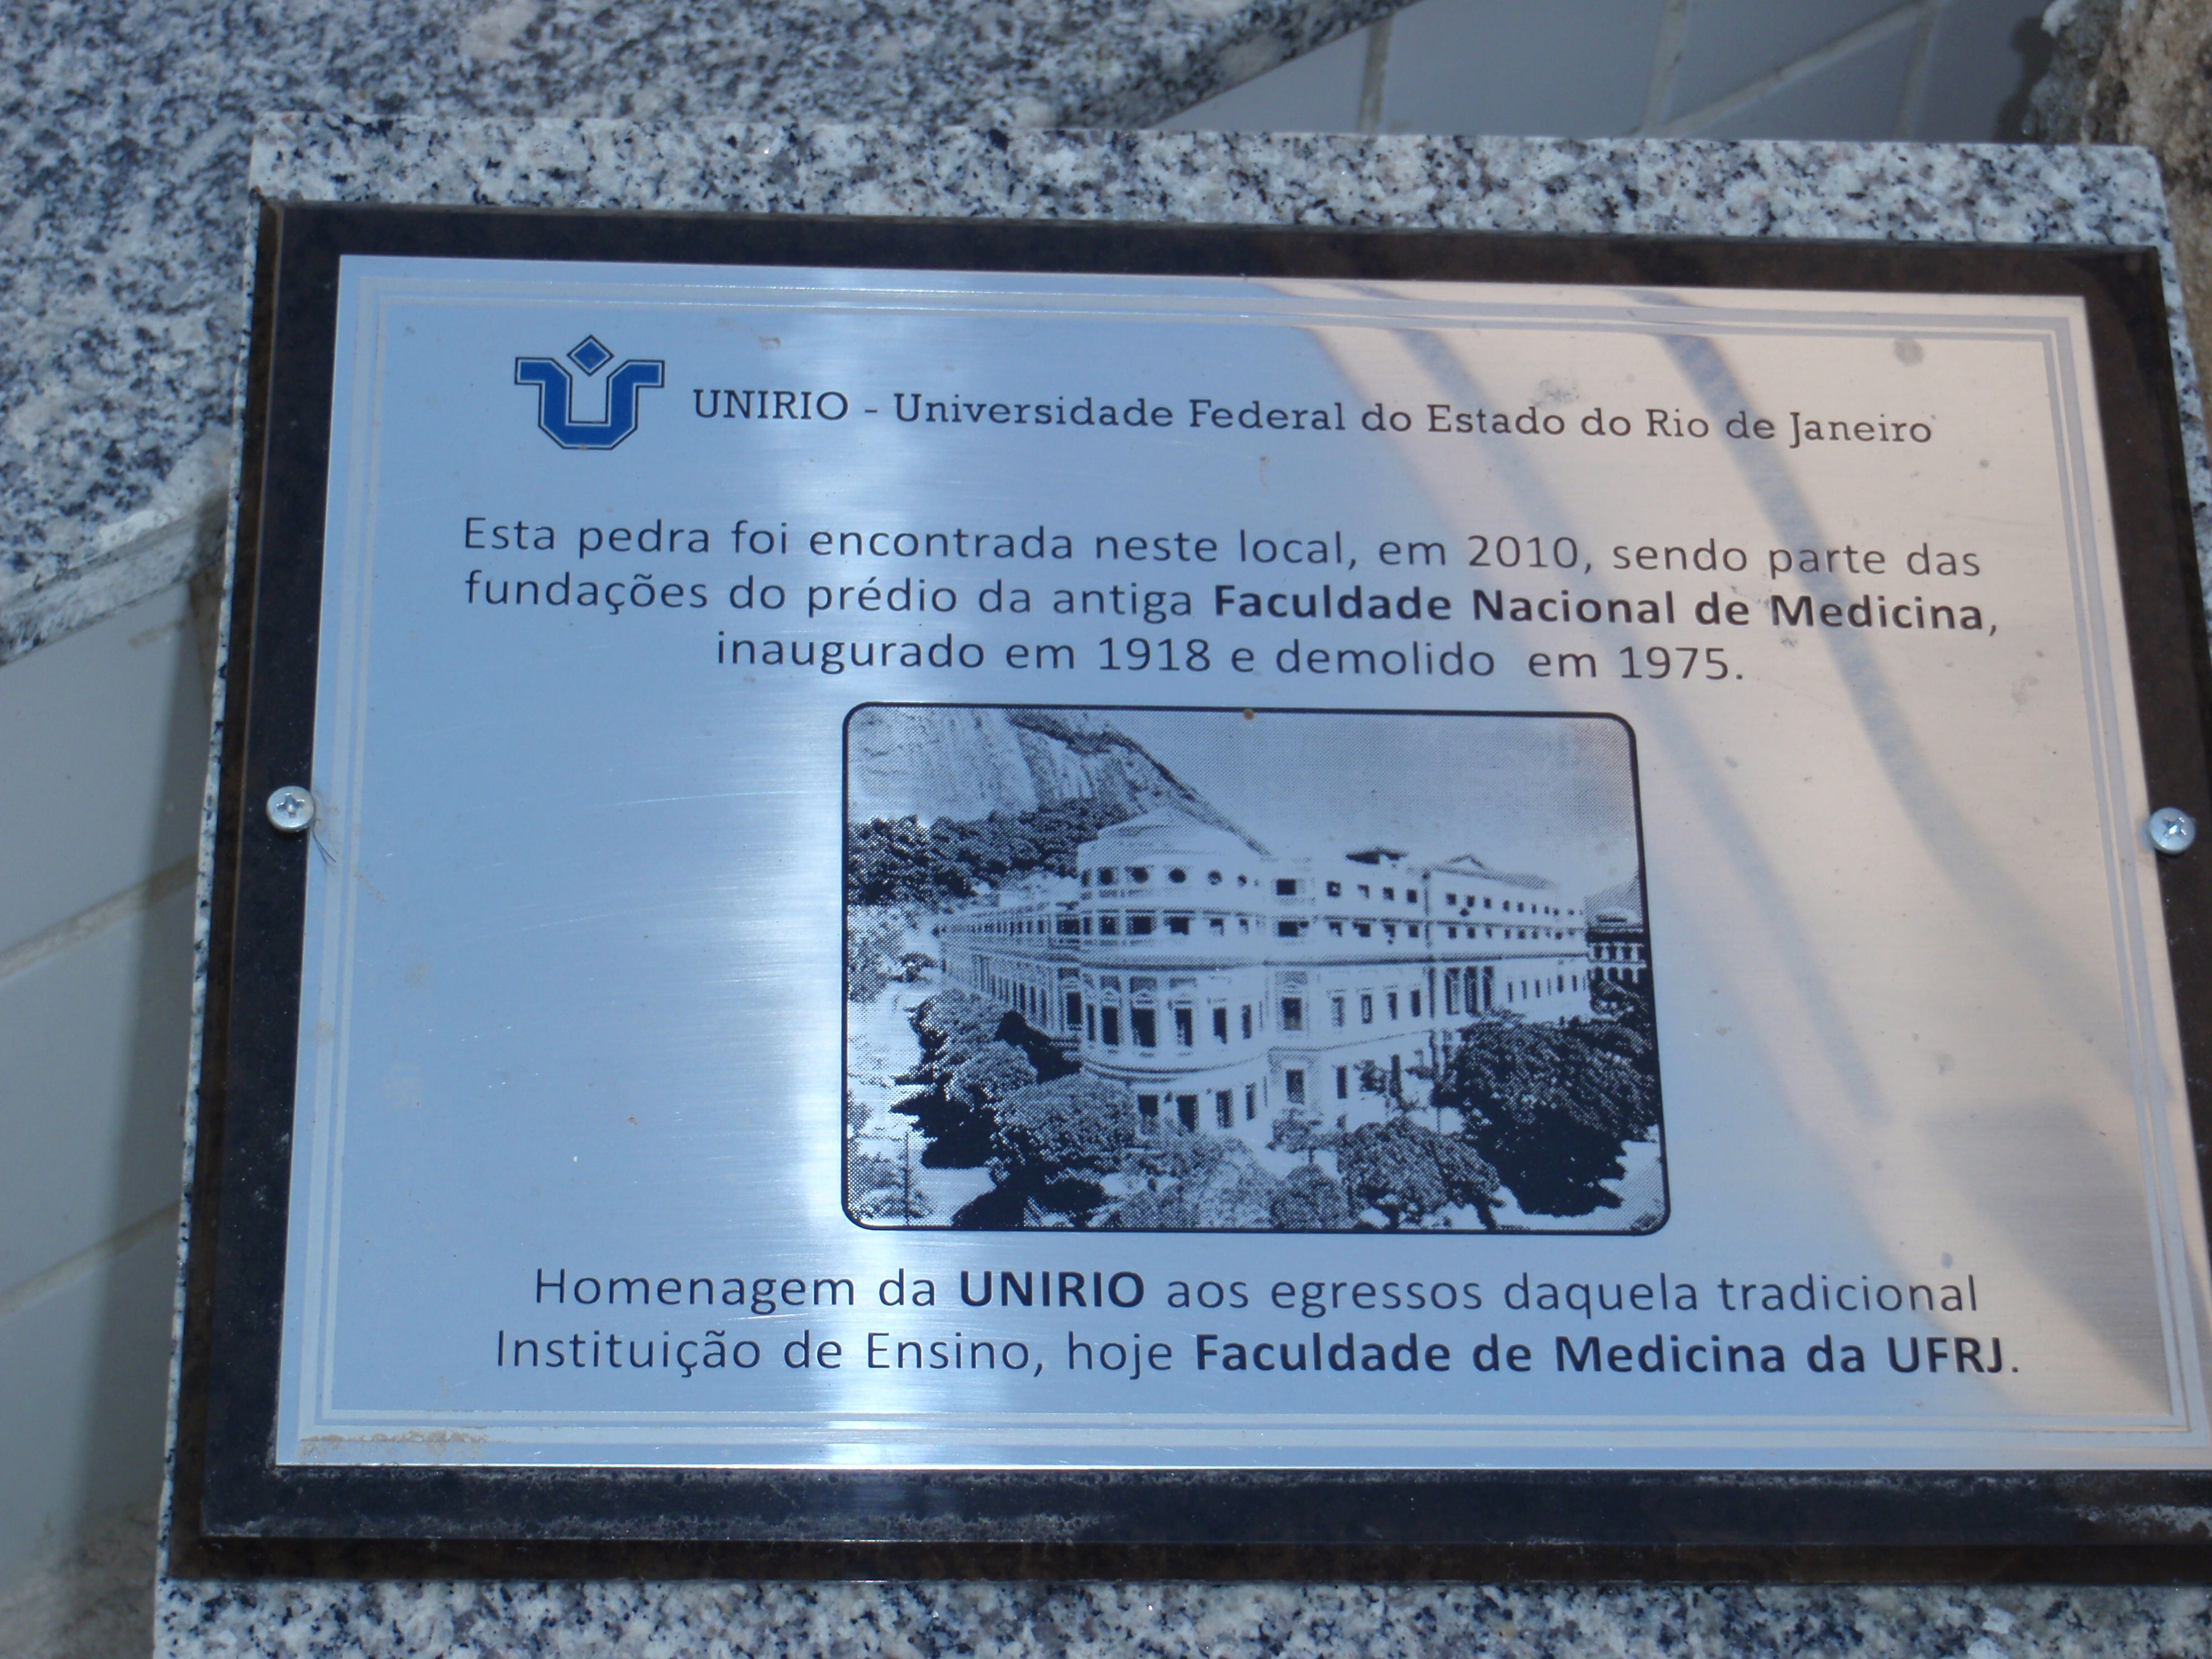 UNIRIO - Universidade Federal do Estado do Rio de Janeiro
Esta pedra foi encontrada neste local, em 2010, sendo parte das
fundações do prédio da antiga Faculdade Nacional de Medicina,
inaugurado em 1918 e demolido em 1975.
Homenagem da UNIRIO aos egressos daquela tradicional
Instituição de Ensino, hoje Faculdade de Medicina da UFRJ.